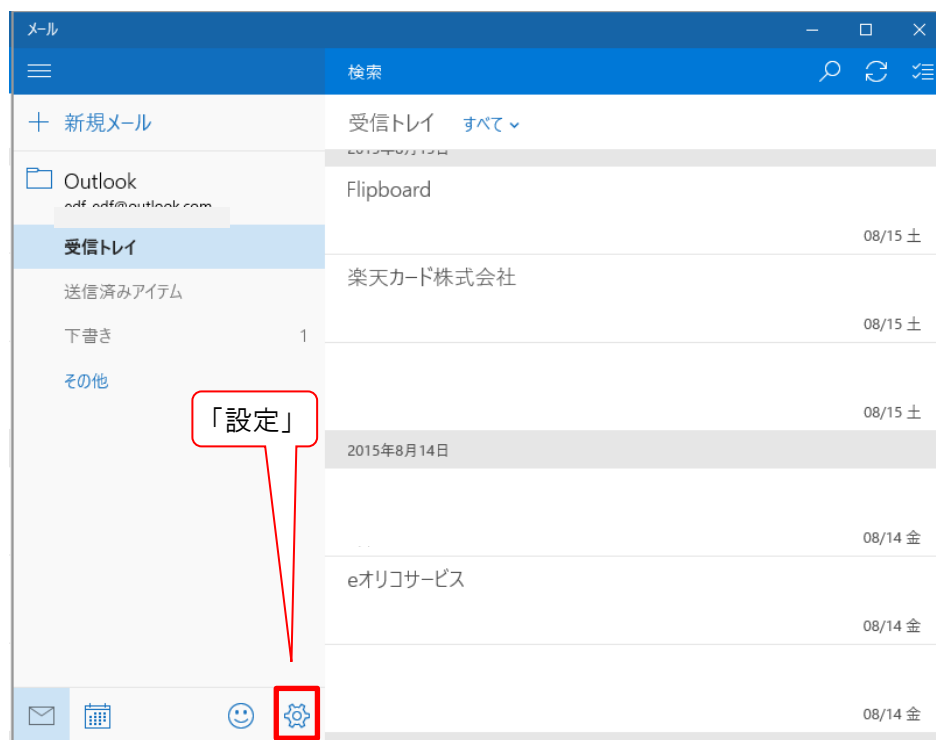 メール
検索
新規メール
受信トレイ すべて
Outlook
Flipboard
08/15 土
受信トレイ
楽天カード株式会社
送信済みアイテム
08/15 土
下書き 1
その他
08/15 土
「設定」
2015年8月14日
08/14 金
eオリコサービス
08/14 金
08/14 金